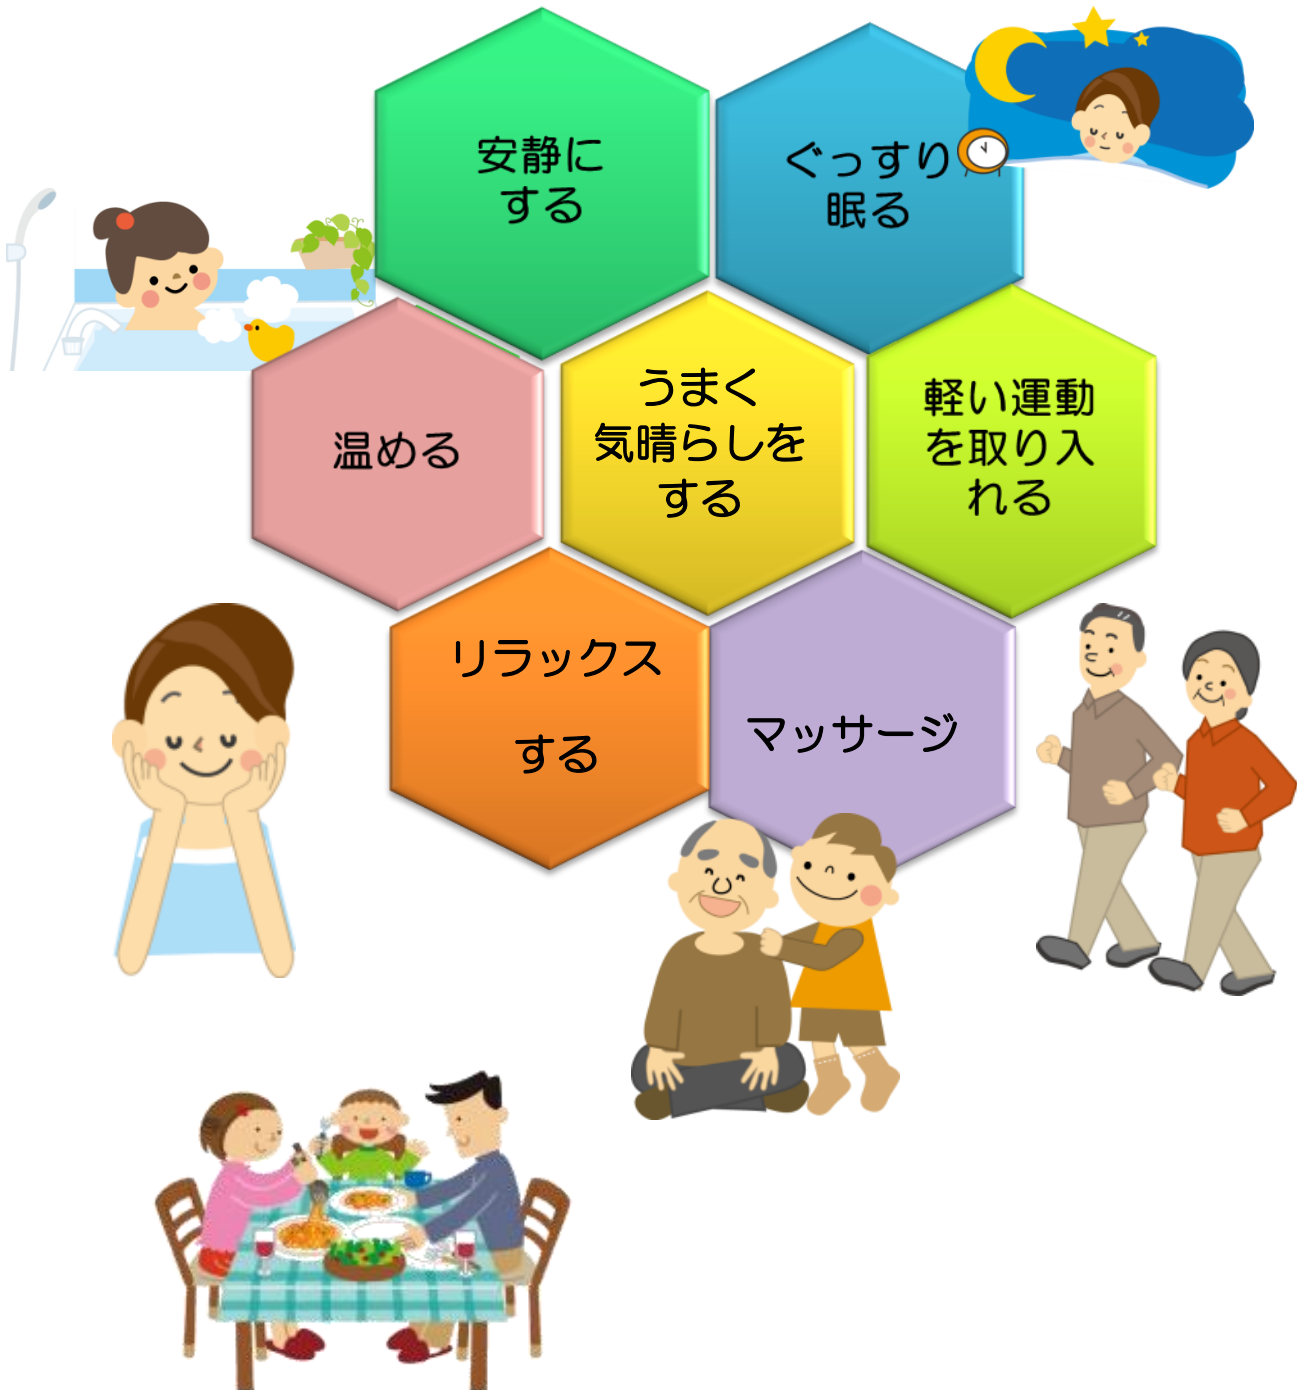 安静に
する
ぐっすり
眠る
温める
うまく
気晴らしを
する
軽い運動
を取り入
れる
リラックス
する
マッサージ